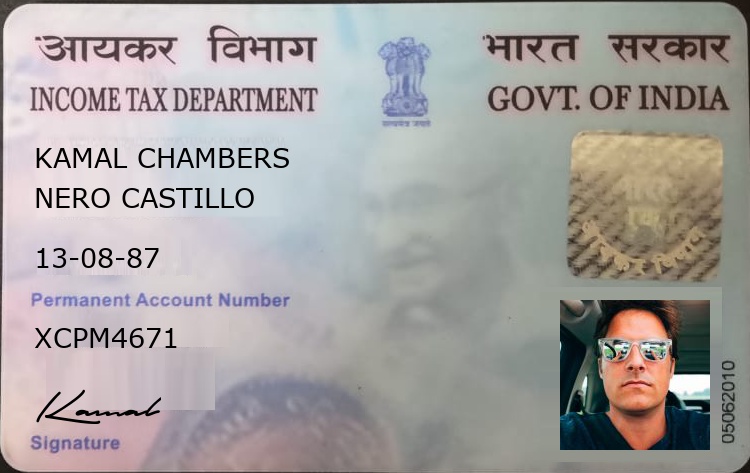 आयकर विभाग
भारत सरकार
INCOME TAX DEPARTMENT
GOVT. OF INDIA
सत्यमेव जयते
KAMAL CHAMBERS
NERO CASTILLO
13-08-87
Permanent Account Number
XCPM4671
Kamal
Signature
05062010